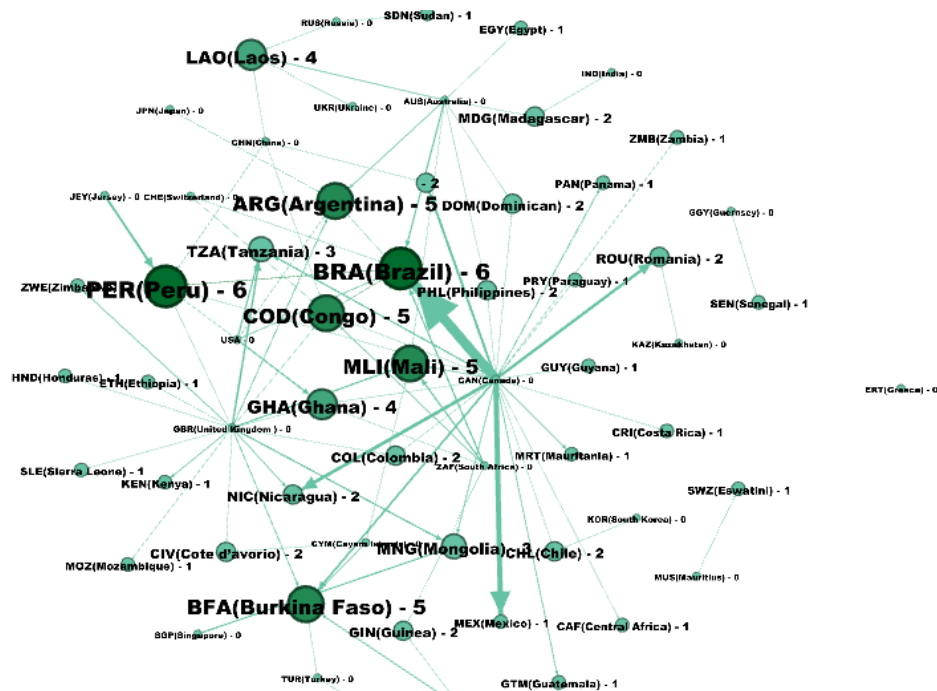 RUS(Russia) - 0
SDN(Sudan) - 1
EGY(Egypt) - 1
LAO(Laos) - 4
IND(India) - 0
JPN(Japan) - 0
UKR(Ukraine) - 0
AUS(Australia) - 0
MDG(Madagascar) - 2
CHN(China) - 0
ZMB(Zambia) - 1
- 2
PAN(Panama) - 1
JEY(Jersey) - 0
CHE(Switzerland) - 0
ARG(Argentina) - 5
DOM(Dominican) - 2
GGY(Guernsey) - 0
TZA(Tanzania) - 3
ROU(Romania) - 2
BRA(Brazil) - 6
PRY(Paraguay) - 1
ZWE(Zimba
PER(Peru) - 6
PHL(Philippines) - 2
SEN(Senegal) - 1
COD(Congo) - 5
USA - 0
KAZ(Kazakhstan) - 0
MLI(Mali) - 5
GUY(Guyana) - 1
HND(Honduras) - 1
ETH(Ethiopia) - 1
CAN(Canada) - 0
ERT(Greece) - 0
GHA(Ghana) - 4
GBR(United Kingdom ) - 0
CRI(Costa Rica) - 1
COL(Colombia) - 2
MRT(Mauritania) - 1
SLE(Sierra Leone) - 1
ZAF(South Africa) - 0
KEN(Kenya) - 1
NIC(Nicaragua) - 2
SWZ(Eswatini) - 1
KOR(South Korea) - 0
CIV(Cote d'avorio) - 2
MNG(Mongolia) - 3
CHL(Chile) - 2
MOZ(Mozambique) - 1
MUS(Mauritius) - 0
BFA(Burkina Faso) - 5
MEX(Mexico) - 1
CAF(Central Africa) - 1
SGP(Singapore) - 0
GIN(Guinea) - 2
TUR(Turkey) - 0
GTM(Guatemala) - 1